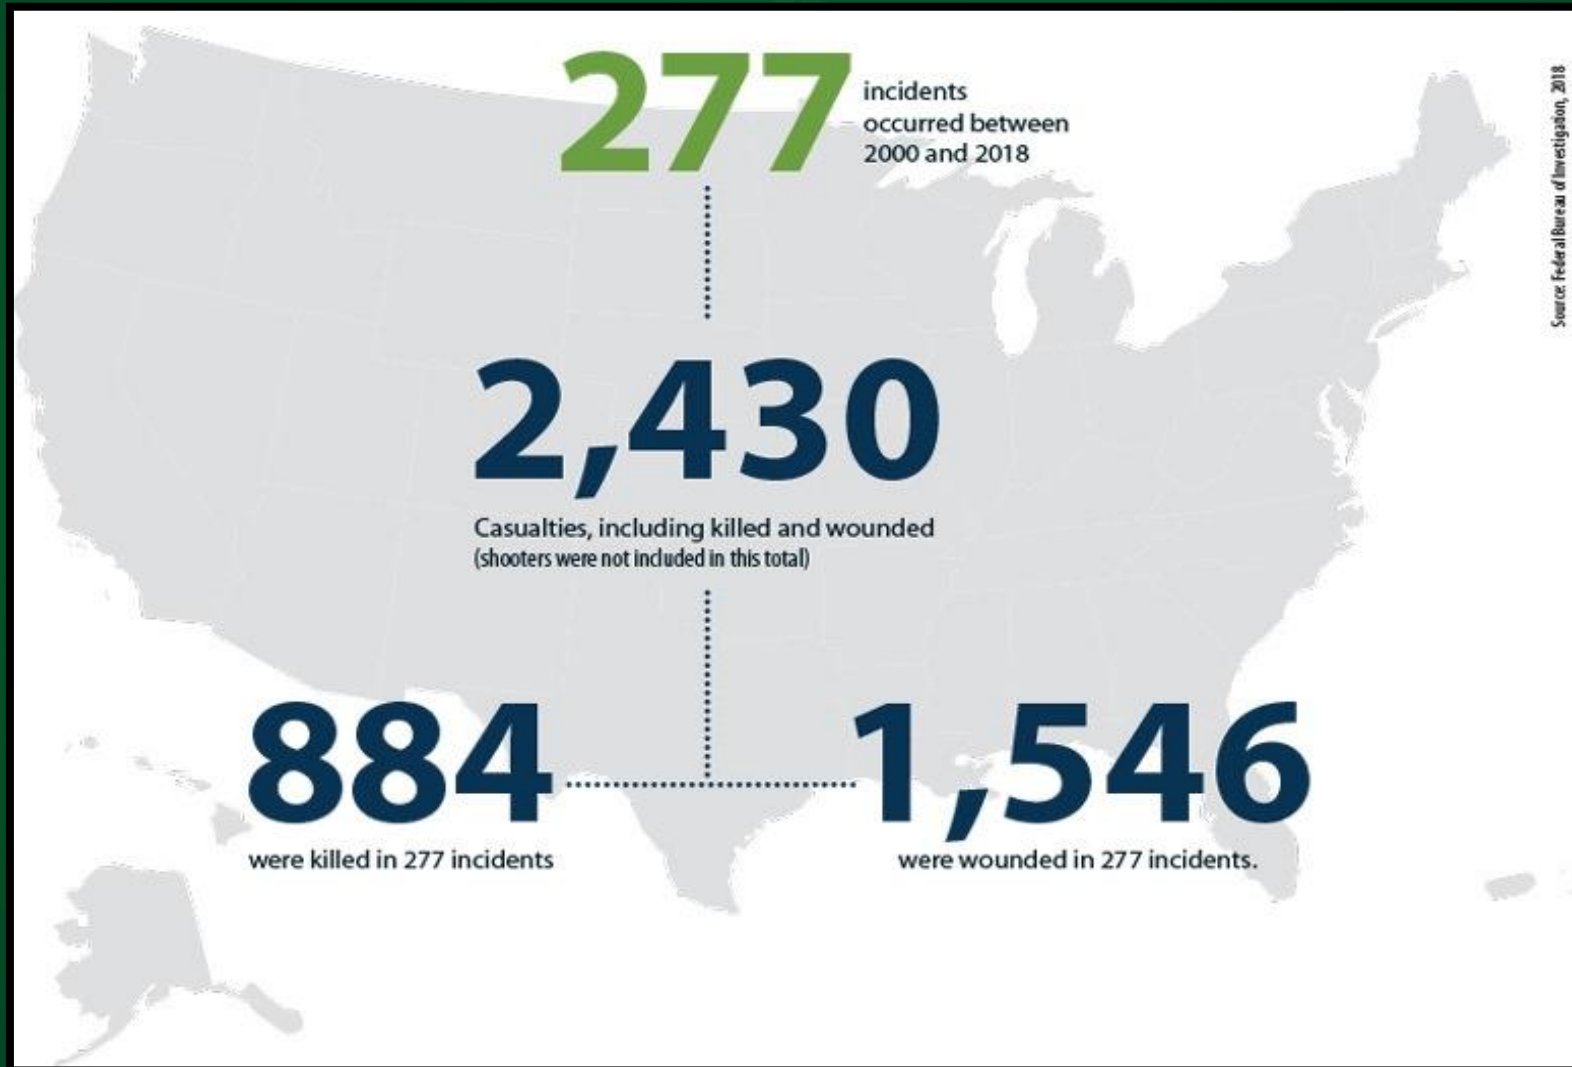 277
incidents
occurred between
2000 and 2018
2,430
Casualties, including killed and wounded
(shooters were not included in this total)
884
were killed in 277 incidents
1,546
were wounded in 277 incidents.
Source: Federal Bureau of Investigation, 2018